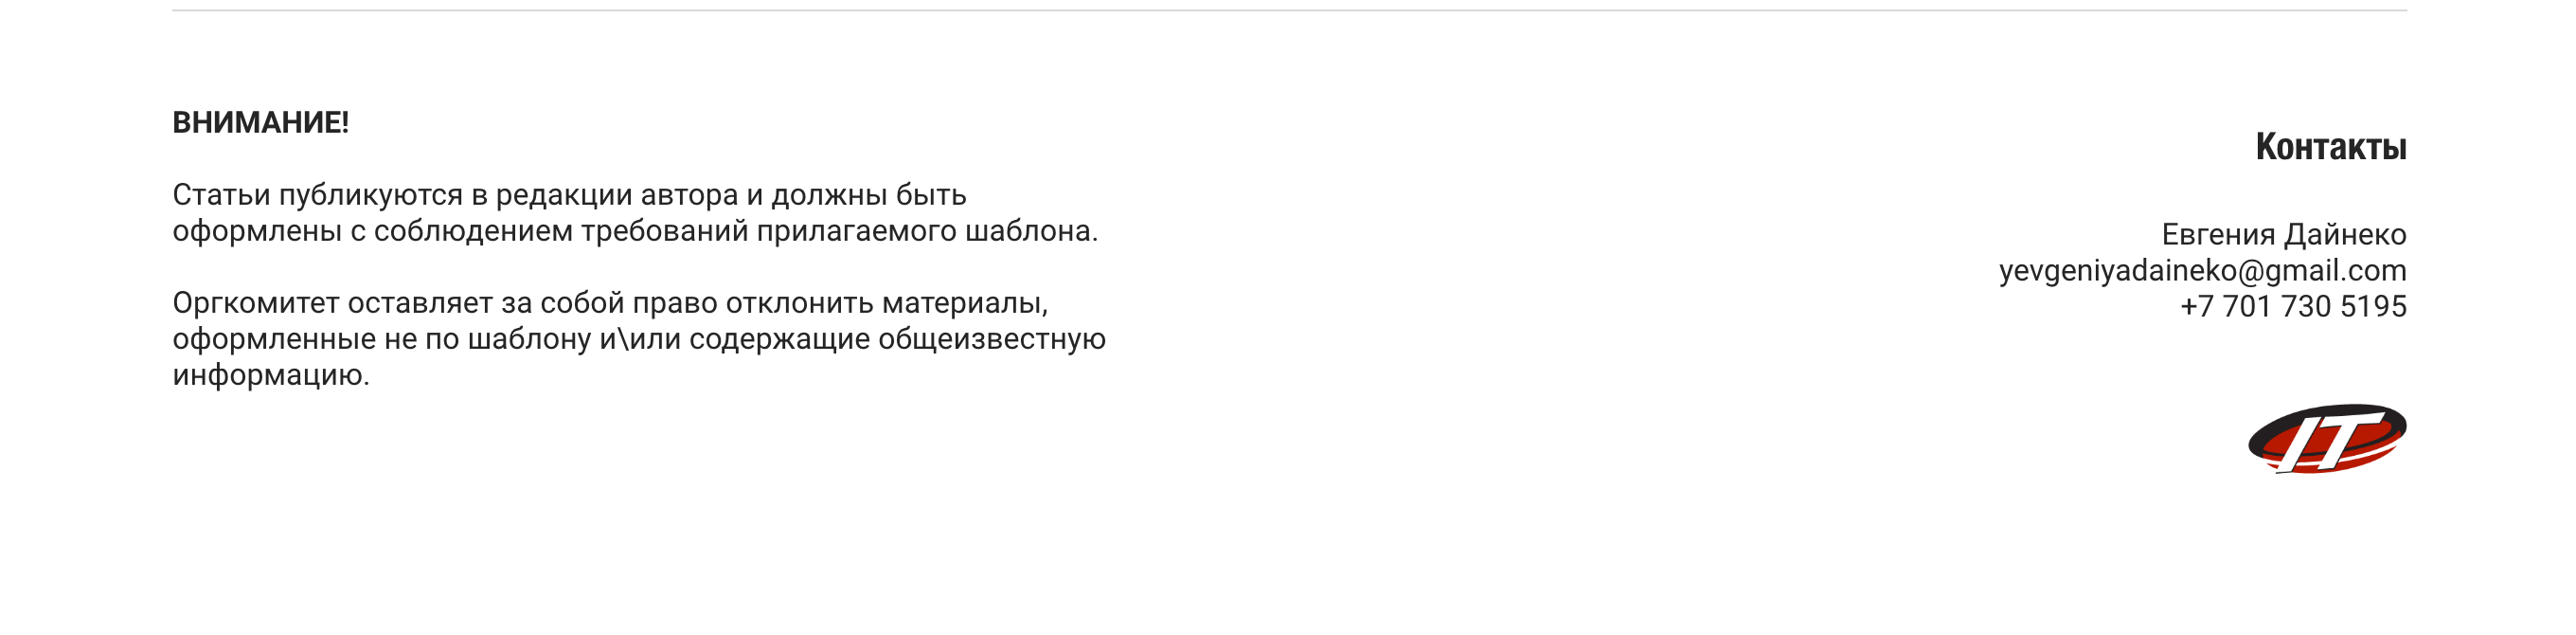 ВНИМАНИЕ!
Статьи публикуются в редакции автора и должны быть
оформлены с соблюдением требований прилагаемого шаблона.
Оргкомитет оставляет за собой право отклонить материалы,
оформленные не по шаблону и\или содержащие общеизвестную
информацию.
Контакты
Евгения Дайнеко
yevgeniyadaineko@gmail.com
+7 701 730 5195
IT